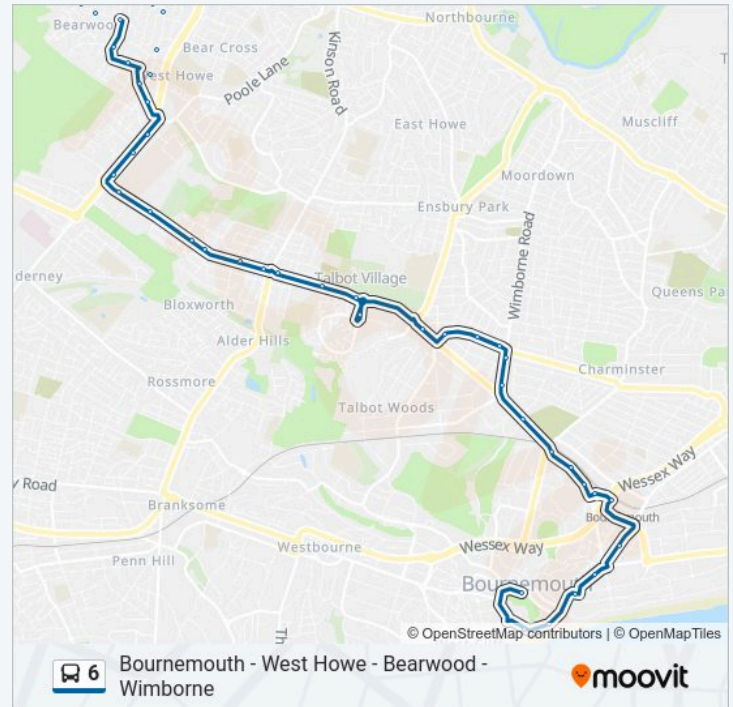 Northbourne
Bearwoo
Bear Cross
est Howe
Poole Lane
Kinson Road
East Howe
Muscliff
Moordown
Ensbury Park
Wimborne Road
derney
Talbot Village
Queens Pa
Bloxworth
Alder Hills
Charminster
Rossmore
Talbot Woods
Wessex Way
y Road
Branksome
Westbourne
Wessex Way
Penn Hill
Th
© OpenStreetMap contributors | © OpenMapTiles
6
Bournemouth - West Howe - Bearwood -
Wimborne
moovit